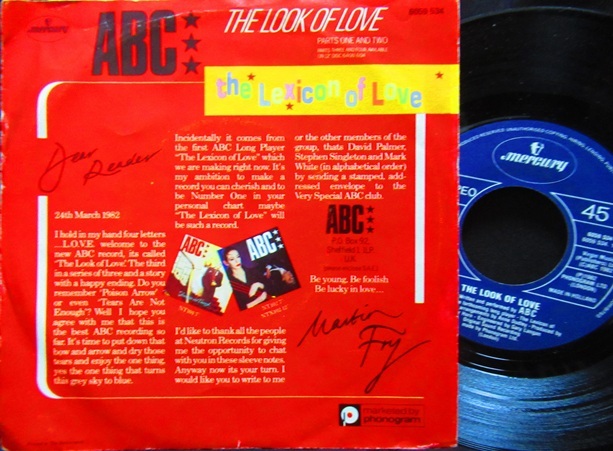 mercury
ABC
THE LOOK OF LOVE
6059 534
PARTS ONE AND TWO
the Lexicon of Love
Dear Reader
24th March 1982
I hold in my hand four letters
...L.O.V.E. welcome to the
new ABC record, its called
"The Look of Love'. The third
in a series of three and a story
with a happy ending. Do you
remember 'Poison Arrow'
or even 'Tears Are Not
Enough'? Well I hope you
agree with me that this is
the best ABC recording so
far. It's time to put down that
bow and arrow and dry those
tears and enjoy the one thing,
yes the one thing that turns
this grey sky to blue.
Incidentally it comes from
the first ABC Long Player
"The Lexicon of Love" which
we are making right now. It's
my ambition to make a
record you can cherish and to
be Number One in your
personal chart maybe
"The Lexicon of Love" will
be such a record.
ABC
ABC
I'd like to thank all the people
at Neutron Records for giving
me the opportunity to chat
with you in these sleeve notes.
Anyway now its your turn. I
would like you to write to me
or the other members of the
group, thats David Palmer,
Stephen Singleton and Mark
White (in alphabetical order)
by sending a stamped, add-
ressed envelope to the
Very Special ABC club.
ABC
P.O. Box 92,
Sheffield
U.K.
Be young, Be foolish
Be lucky in love....
Martin Fry
marketed by
phonogram
mercury
45
MADE IN HOLLAND
THE LOOK OF LOVE
ABC